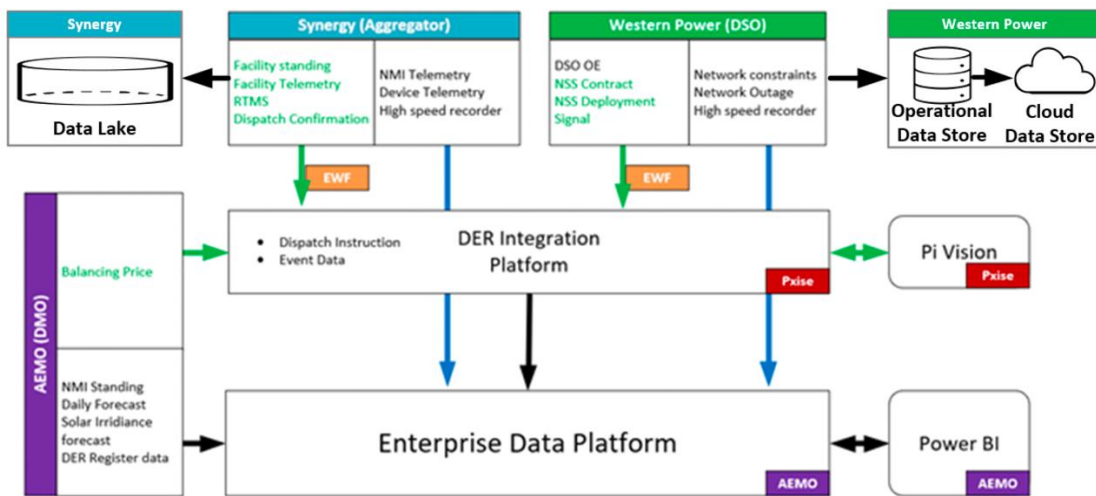 Synergy
Data Lake
Synergy (Aggregator)
Facility standing
Facility Telemetry
RTMS
Dispatch Confirmation
NMI Telemetry
Device Telemetry
High speed recorder
Western Power (DSO)
DSO OE
NSS Contract
NSS Deployment
Signal
Network constraints
Network Outage
High speed recorder
Western Power
Operational
Data Store
Cloud
Data Store
EWF
EWF
AEMO (DMO)
Balancing Price
NMI Standing
Daily Forecast
Solar Irridiance
forecast
DER Register data
• Dispatch Instruction
• Event Data
DER Integration
Platform
Pxise
Pi Vision
Pxise
Enterprise Data Platform
AEMO
Power BI
AEMO